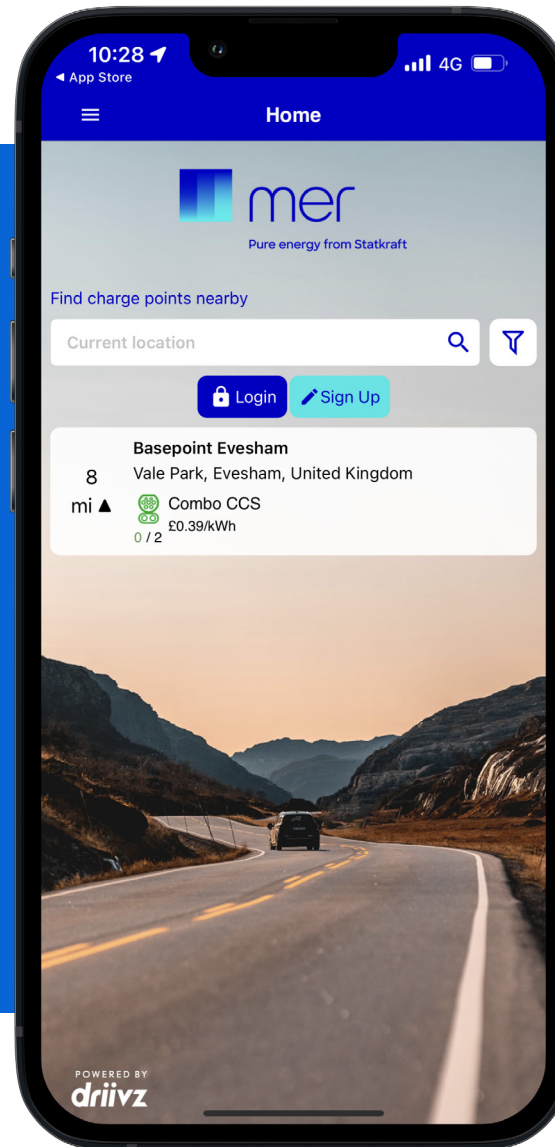 10:28
4G
◀ App Store
Home
mer
Pure energy from Statkraft
Find charge points nearby
Current location
Login
Sign Up
Basepoint Evesham
8
Vale Park, Evesham, United Kingdom
mi ▲
Combo CCS
£0.39/kWh
0 / 2
POWERED BY
driivz